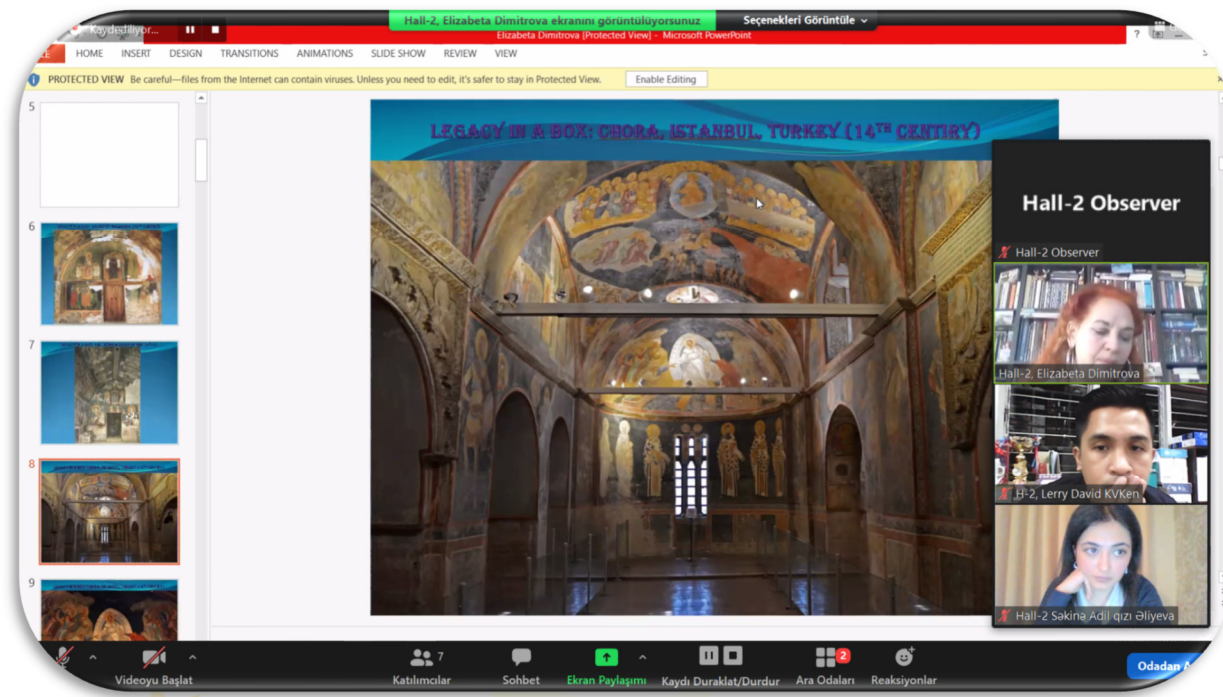 Kaydediliyor...
Hall-2, Elizabeta Dimitrova ekranını görüntülüyorsunuz
Seçenekleri Görüntüle
Elizabeta Dimitrova [Protected View] - Microsoft PowerPoint
HOME INSERT DESIGN TRANSITIONS ANIMATIONS SLIDE SHOW REVIEW VIEW
PROTECTED VIEW Be careful—files from the Internet can contain viruses. Unless you need to edit, it's safer to stay in Protected View. Enable Editing
5
6
7
8
9
LEGACY IN A BOX: CHORA, ISTANBUL, TURKEY (14TH CENTIRY)
Hall-2 Observer
Hall-2 Observer
Hall-2, Elizabeta Dimitrova
H-2, Lerry David KVKen
Hall-2 Səkinə Adil qızı Əliyeva
Videoyu Başlat
7
Katılımcılar
Sohbet
Ekran Paylaşımı
Kaydı Duraklat/Durdur
2
Ara Odaları
Reaksiyonlar
Odadan